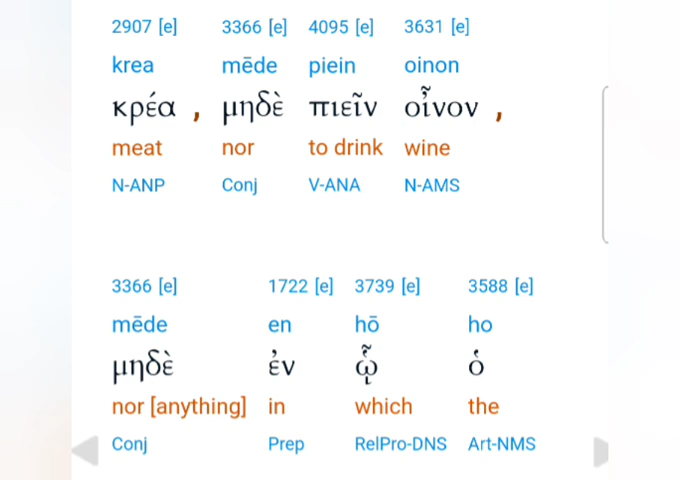 2907 [e] 3366 [e] 4095 [e] 3631 [e]
krea mēde piein oinon
κρέα , μηδὲ πιεῖν οἶνον ,
meat nor to drink wine
N-ANP Conj V-ANA N-AMS
3366 [e] 1722 [e] 3739 [e] 3588 [e]
mēde en hō ho
μηδὲ ἐν ᾧ ὁ
nor [anything] in which the
Conj Prep RelPro-DNS Art-NMS